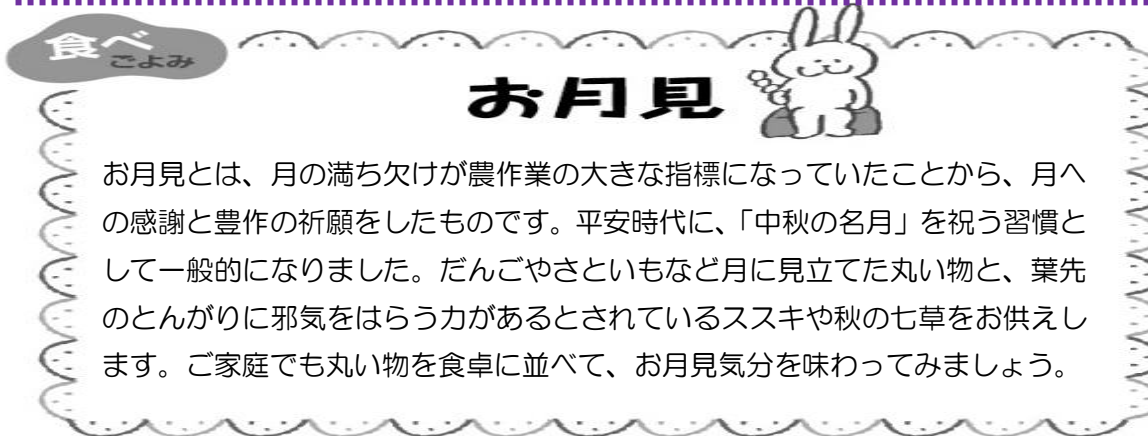 食べ
ごよみ
お月見
お月見とは、月の満ち欠けが農作業の大きな指標になっていたことから、月へ
の感謝と豊作の祈願をしたものです。平安時代に、「中秋の名月」を祝う習慣と
して一般的になりました。だんごやさといもなど月に見立てた丸い物と、葉先
のとんがりに邪気をはらう力があるとされているススキや秋の七草をお供えし
ます。ご家庭でも丸い物を食卓に並べて、お月見気分を味わってみましょう。